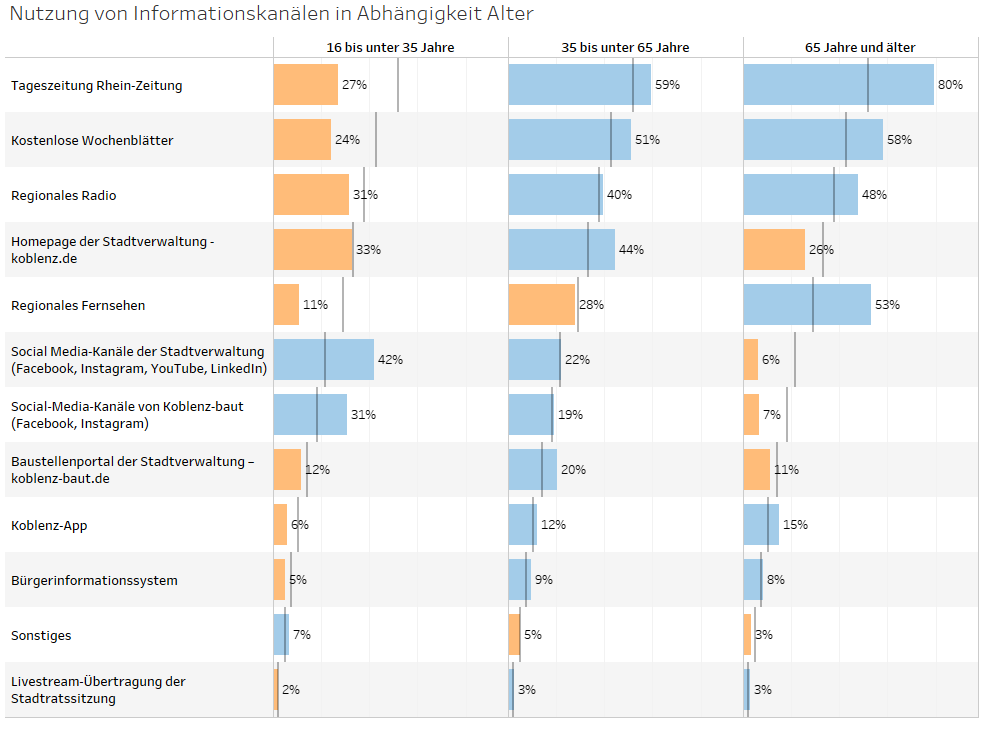 Nutzung von Informationskanälen in Abhängigkeit Alter
16 bis unter 35 Jahre 35 bis unter 65 Jahre 65 Jahre und älter
Tageszeitung Rhein-Zeitung 27% 59% 80%
Kostenlose Wochenblätter 24% 51% 58%
Regionales Radio 31% 40% 48%
Homepage der Stadtverwaltung -
koblenz.de 33% 44% 26%
Regionales Fernsehen 11% 28% 53%
Social Media-Kanäle der Stadtverwaltung
(Facebook, Instagram, YouTube, LinkedIn) 42% 22% 6%
Social-Media-Kanäle von Koblenz-baut
(Facebook, Instagram) 31% 19% 7%
Baustellenportal der Stadtverwaltung –
koblenz-baut.de 12% 20% 11%
Koblenz-App 6% 12% 15%
Bürgerinformationssystem 5% 9% 8%
Sonstiges 7% 5% 3%
Livestream-Übertragung der
Stadtratssitzung 2% 3% 3%